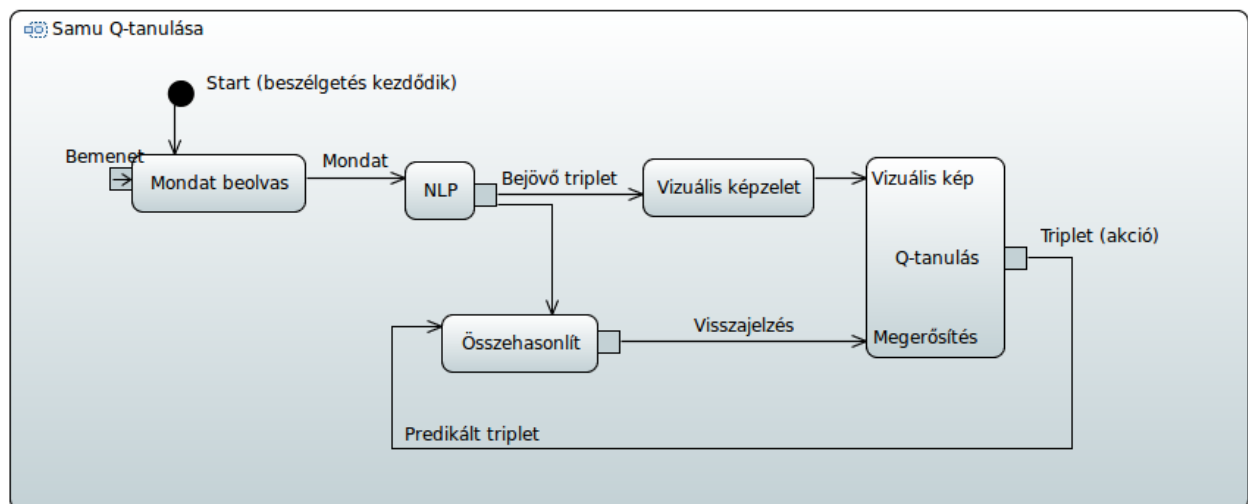 Samu Q-tanulása
Start (beszélgetés kezdődik)
Bemenet
Mondat beolvas
Mondat
NLP
Bejövő triplet
Vizuális képzelet
Vizuális kép
Q-tanulás
Megerősítés
Triplet (akció)
Összehasonlít
Visszajelzés
Predikált triplet